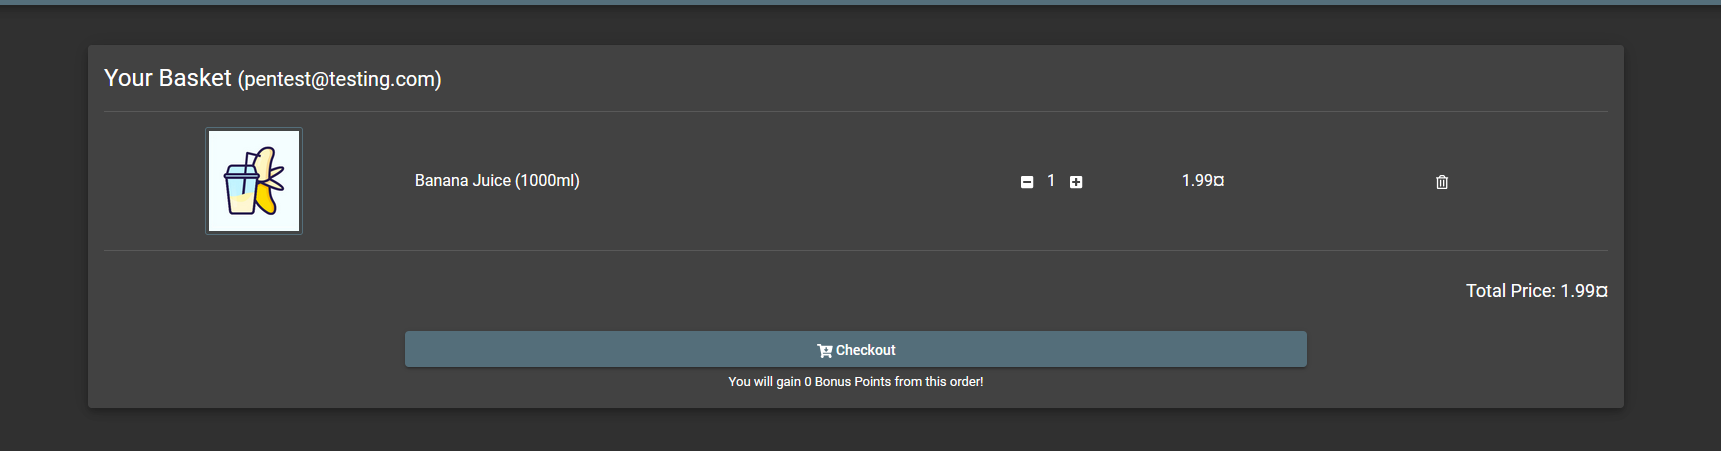 Your Basket (pentest@testing.com)
Banana Juice (1000ml) 1 1.99¤
Total Price: 1.99¤
Checkout
You will gain 0 Bonus Points from this order!